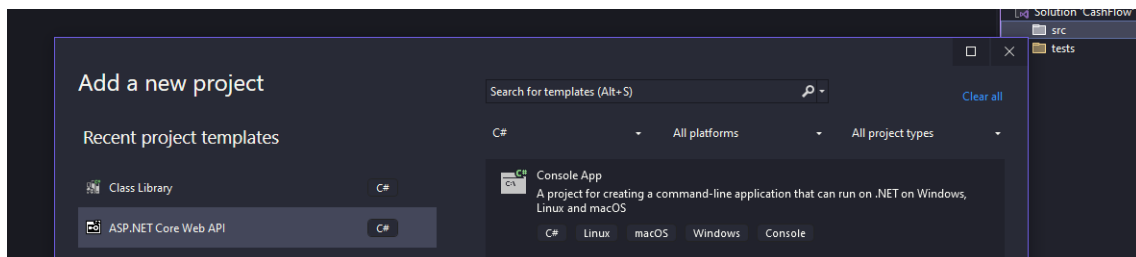 Solution 'CashFlow'
src
tests
Add a new project
Search for templates (Alt+S)
Clear all
Recent project templates
C#
All platforms
All project types
Class Library
C#
ASP.NET Core Web API
C#
C#
C:\
Console App
A project for creating a command-line application that can run on .NET on Windows,
Linux and macOS
C#
Linux
macOS
Windows
Console